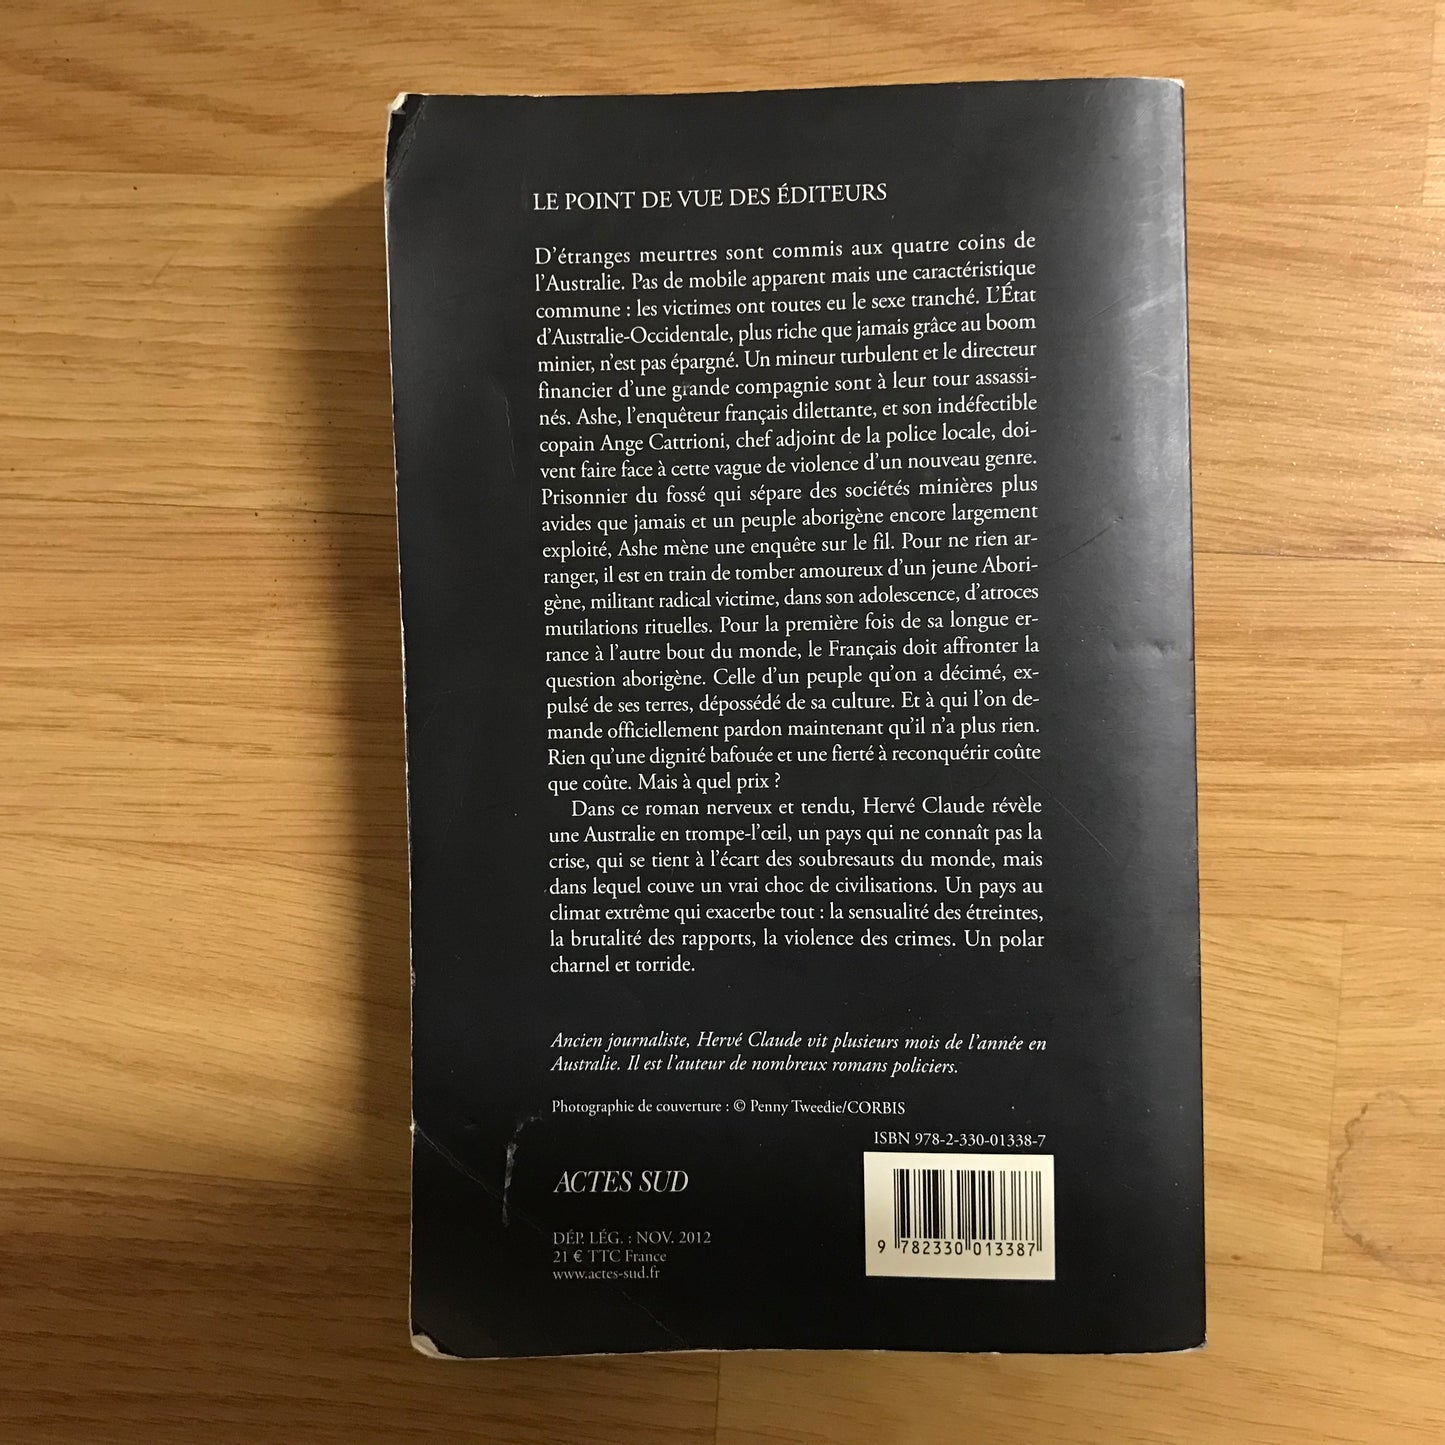 LE POINT DE VUE DES ÉDITEURS
D'étranges meurtres sont commis aux quatre coins de
l'Australie. Pas de mobile apparent mais une caractéristique
commune : les victimes ont toutes eu le sexe tranché. L'État
d'Australie-Occidentale, plus riche que jamais grâce au boom
minier, n'est pas épargné. Un mineur turbulent et le directeur
financier d'une grande compagnie sont à leur tour assassi-
nés. Ashe, l'enquêteur français dilettante, et son indéfectible
copain Ange Cattrioni, chef adjoint de la police locale, doi-
vent faire face à cette vague de violence d'un nouveau genre.
Prisonnier du fossé qui sépare des sociétés minières plus
avides que jamais et un peuple aborigène encore largement
exploité, Ashe mène une enquête sur le fil. Pour ne rien ar-
ranger, il est en train de tomber amoureux d'un jeune Abori-
gène, militant radical victime, dans son adolescence, d'atroces
mutilations rituelles. Pour la première fois de sa longue er-
rance à l'autre bout du monde, le Français doit affronter la
question aborigène. Celle d'un peuple qu'on a décimé, ex-
pulsé de ses terres, dépossédé de sa culture. Et à qui l'on de-
mande officiellement pardon maintenant qu'il n'a plus rien.
Rien qu'une dignité bafouée et une fierté à reconquérir coûte
que coûte. Mais à quel prix ?
Dans ce roman nerveux et tendu, Hervé Claude révèle
une Australie en trompe-l'œil, un pays qui ne connaît pas la
crise, qui se tient à l'écart des soubresauts du monde, mais
dans lequel couve un vrai choc de civilisations. Un pays au
climat extrême qui exacerbe tout : la sensualité des étreintes,
la brutalité des rapports, la violence des crimes. Un polar
charnel et torride.
Ancien journaliste, Hervé Claude vit plusieurs mois de l'année en
Australie. Il est l'auteur de nombreux romans policiers.
Photographie de couverture : © Penny Tweedie/CORBIS
ISBN 978-2-330-01338-7
ACTES SUD
DÉP. LÉG. : NOV. 2012
21 € TTC France
www.actes-sud.fr
9 782330 013387